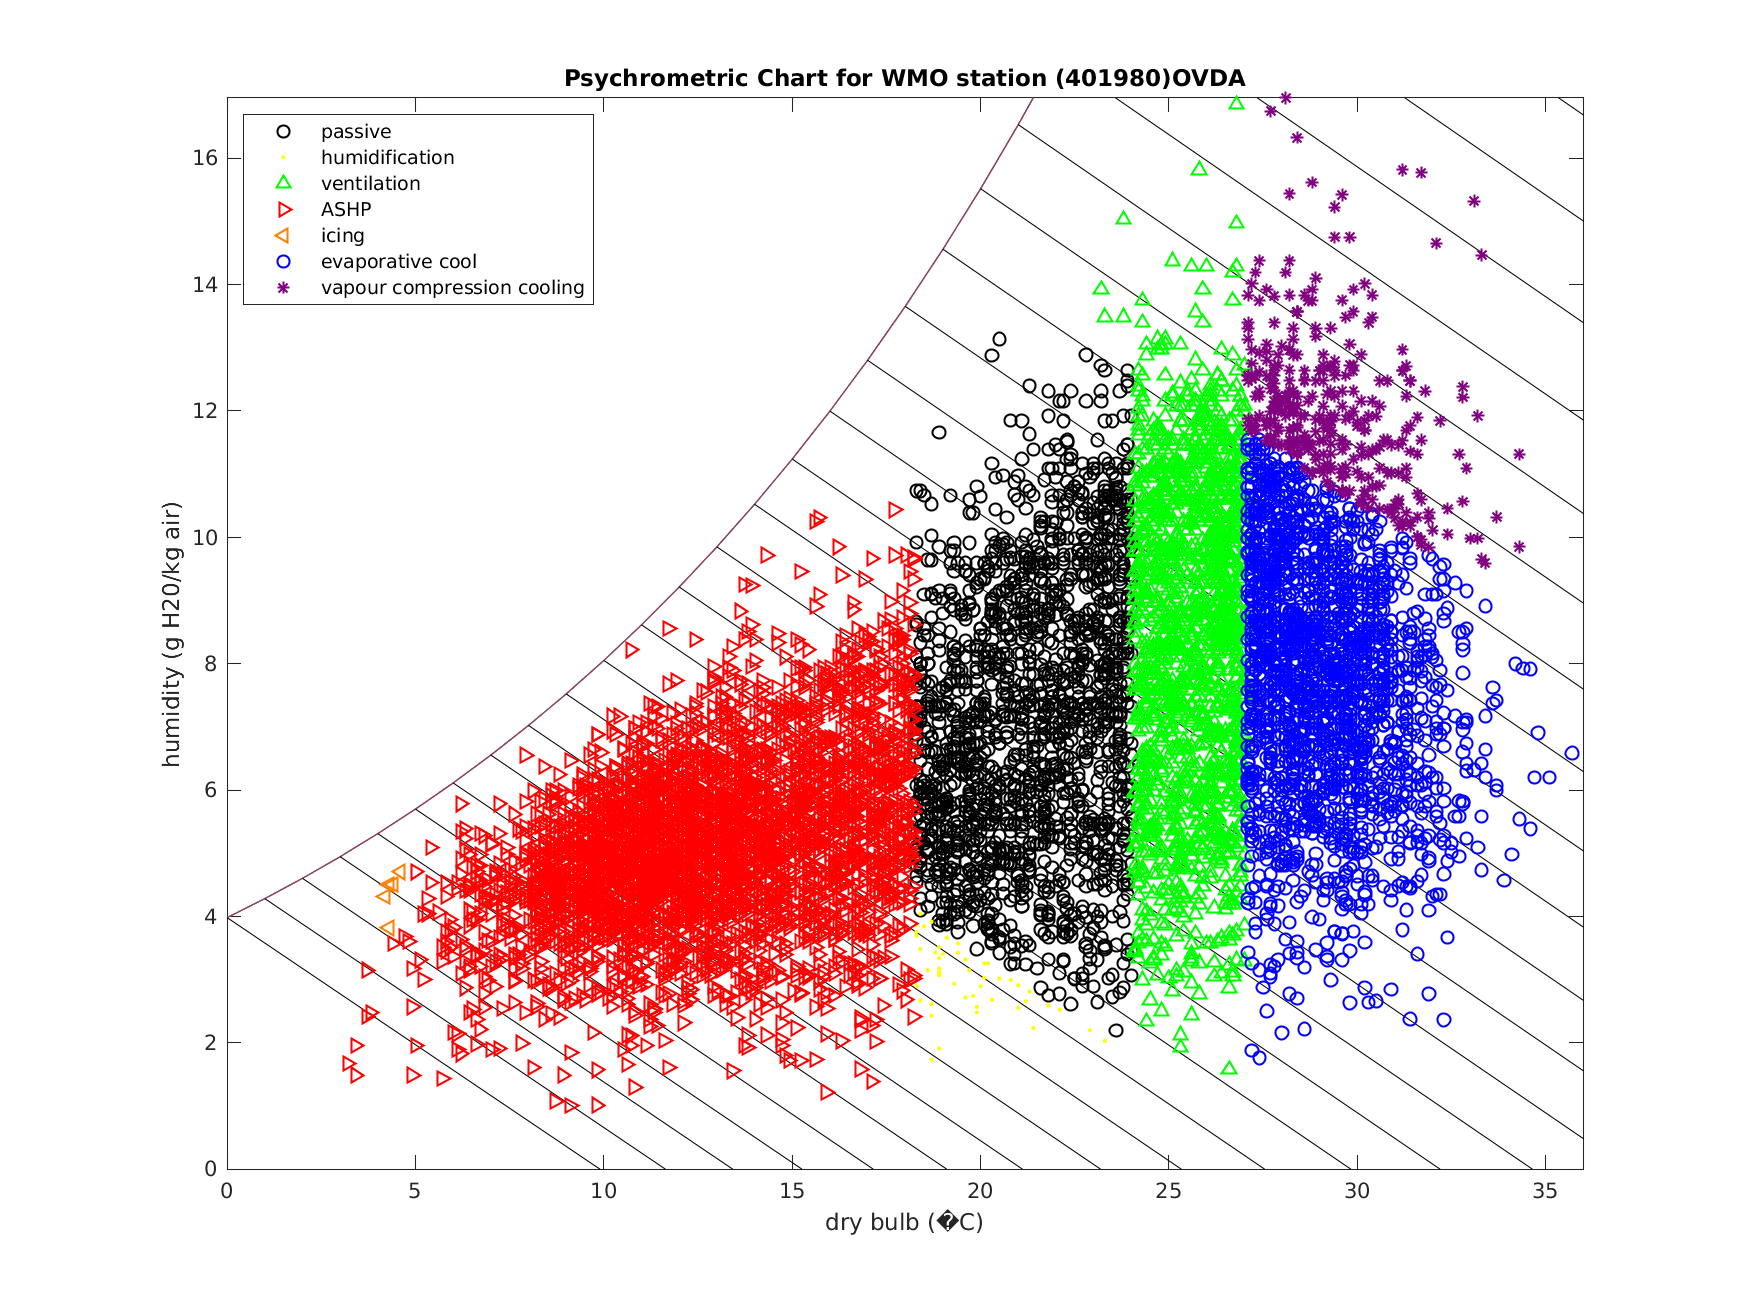 Psychrometric Chart for WMO station (401980)OVDA
passive
humidification
ventilation
ASHP
icing
evaporative cool
vapour compression cooling
humidity (g H20/kg air)
16
14
12
10
8
6
4
2
0
0 5 10 15 20 25 30 35
dry bulb (�C)